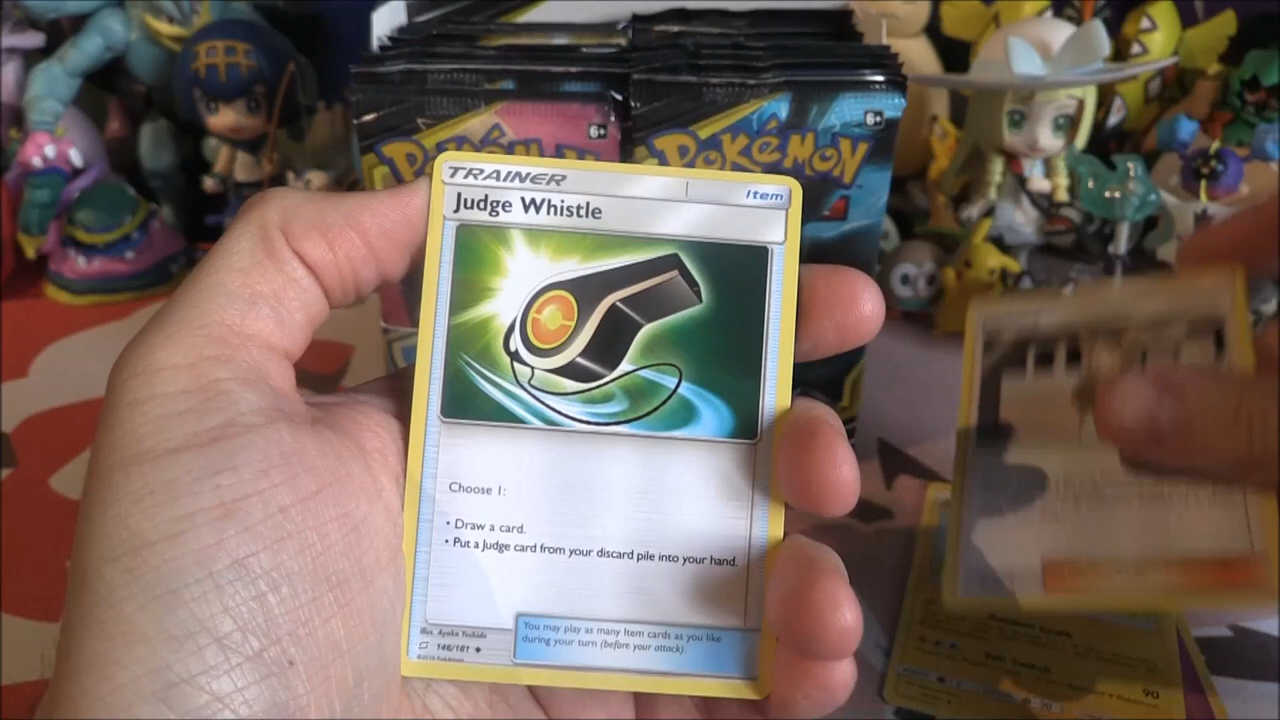 6+
6+
Pokémon
TRAINER
Item
Judge Whistle
Choose 1:
• Draw a card.
• Put a Judge card from your discard pile into your hand.
You may play as many Item cards as you like
during your turn (before your attack).
Illus. Ayaka Yoshida
146/181
©2019 Pokémon
90